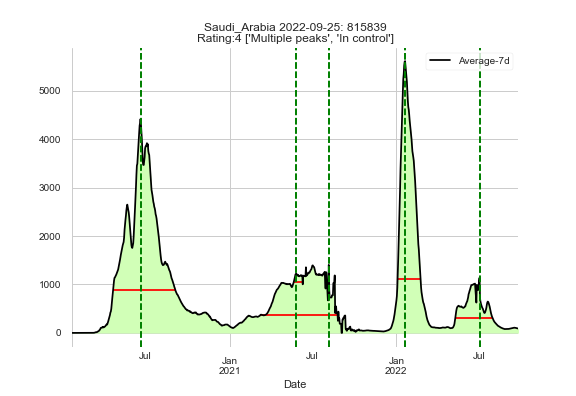 Saudi_Arabia 2022-09-25: 815839
Rating:4 ['Multiple peaks', 'In control']
Average-7d
5000
4000
3000
2000
1000
0
Jul
Jan
2021
Jul
Jan
2022
Jul
Date